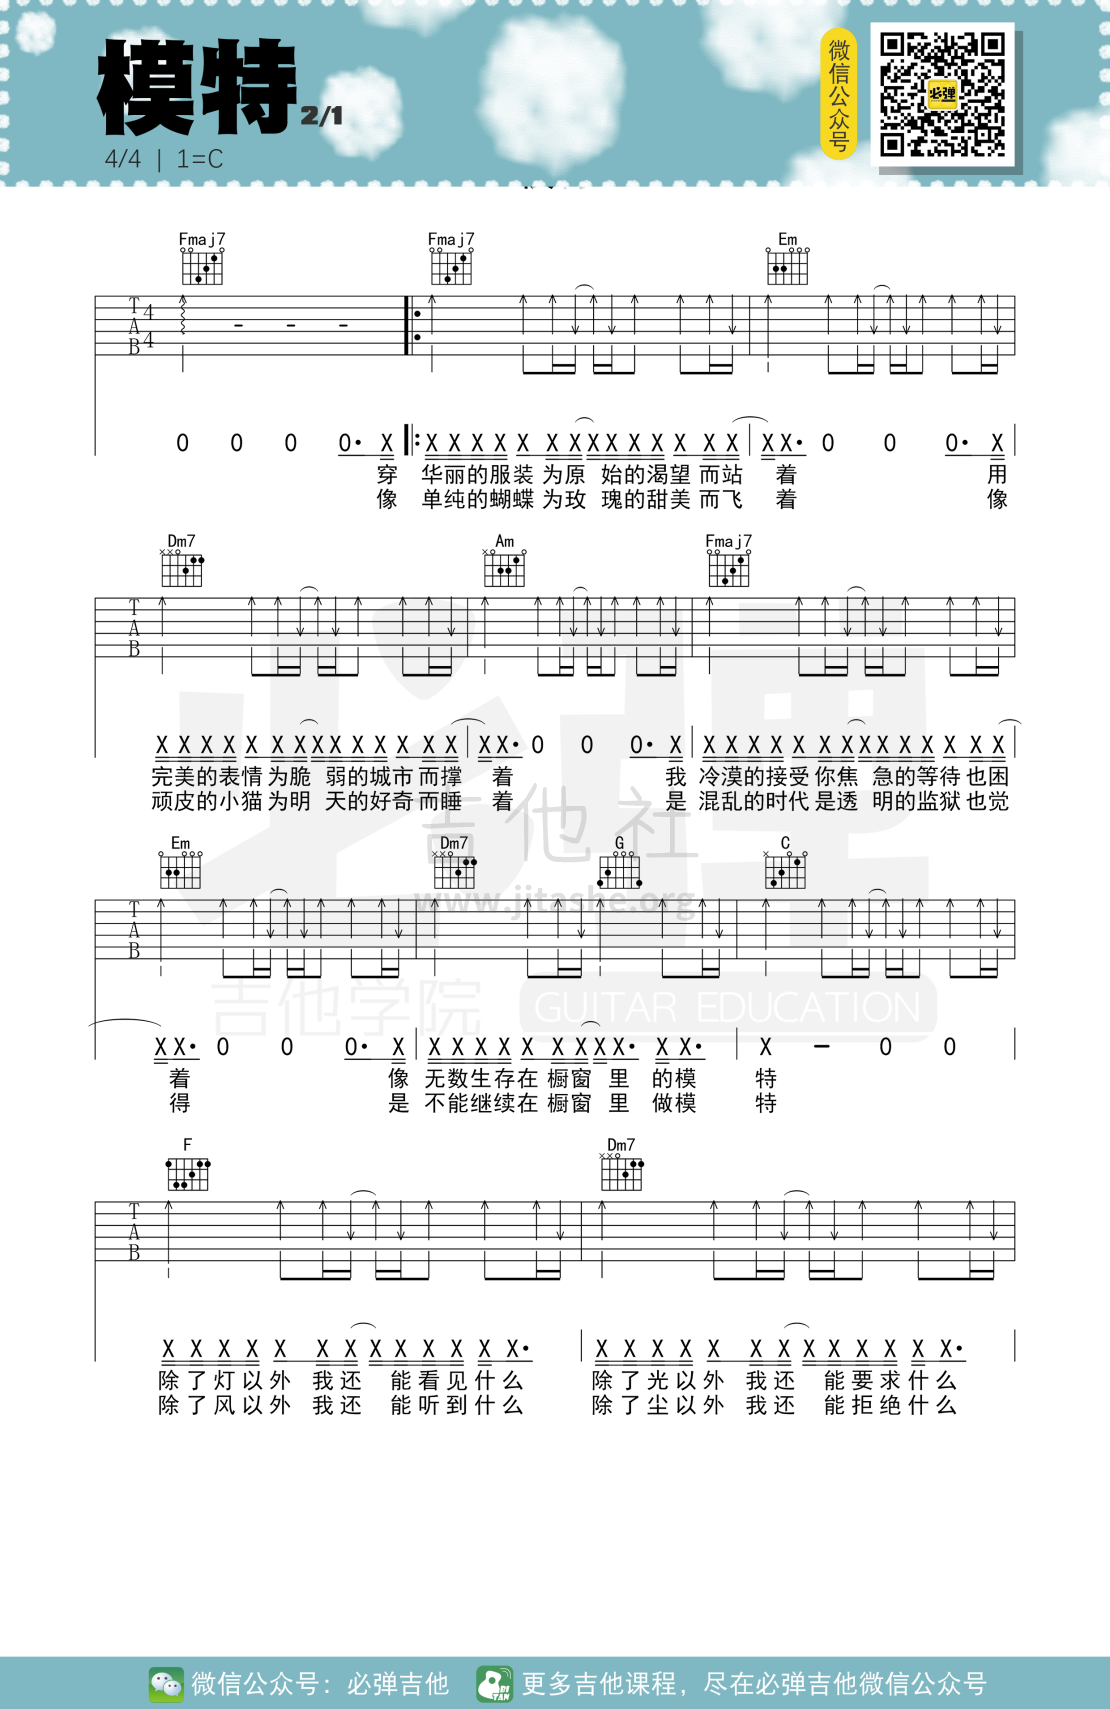 模特 2/1
4/4 | 1=C
微信公众号
必弹
Fmaj7 Fmaj7 Em
T A B 4 4
0 0 0 0· X X X X X X X X X X X X X X X X X· 0 0 0· X
穿 华丽的服装 为原 始的渴望 而站 着 用
像 单纯的蝴蝶 为玫 瑰的甜美 而飞 着 像
Dm7 Am Fmaj7
T A B
X X X X X X X X X X X X X X X X· 0 0 0· X X X X X X X X X X X X X X X
完美的表情为脆 弱的城市而撑 着 我 冷漠的接受你焦 急的等待也困
顽皮的小猫为明 天的好奇而睡 着 是 混乱的时代是透 明的监狱也觉
吉他社
Em Dm7 G C
www.jitashe.org
T A B
吉他学院 GUITAR EDUCATION
X X· 0 0 0· X X X X X X X X X X· X X· X – 0 0
着 像 无数生存在 橱窗 里 的模 特
得 是 不能继续在 橱窗 里 做模 特
F Dm7
T A B
X X X X X X X X X X X X X· X X X X X X X X X X X X X·
除了灯以外 我还 能看见什么 除了光以外 我还 能要求什么
除了风以外 我还 能听到什么 除了尘以外 我还 能拒绝什么
微信公众号：必弹吉他 更多吉他课程，尽在必弹吉他微信公众号